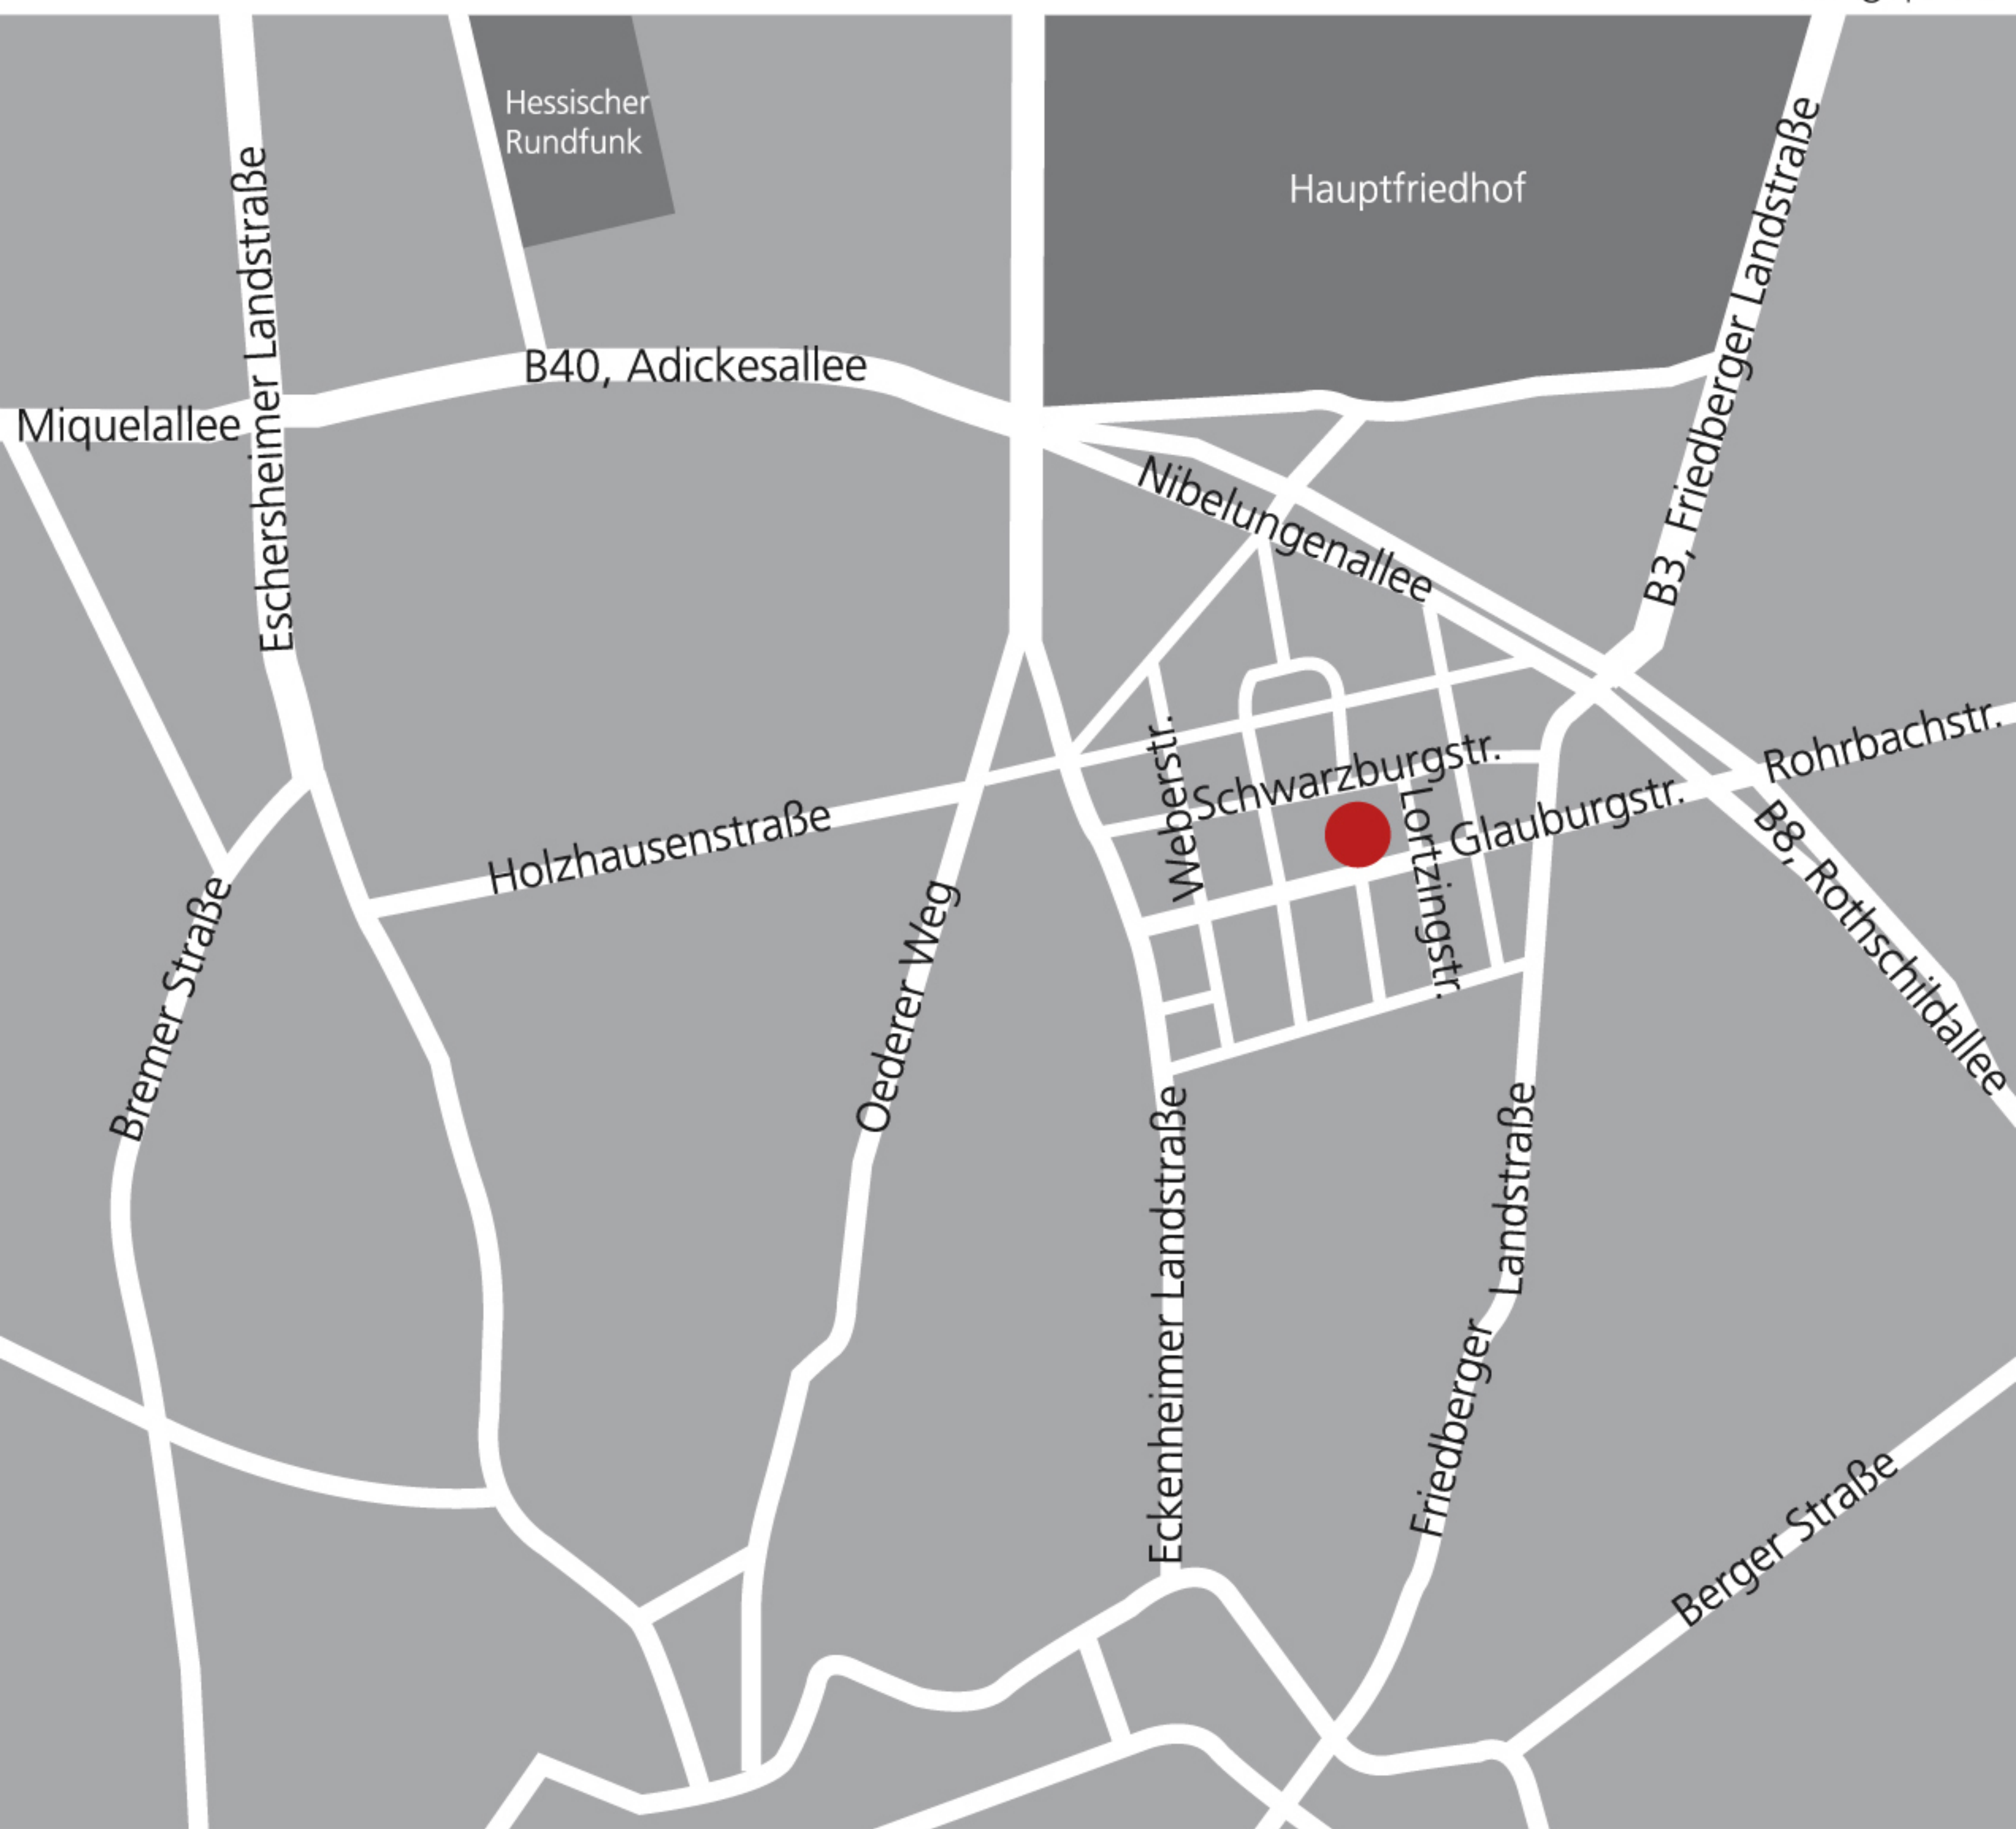 Hessischer
Rundfunk
Hauptfriedhof
Eschersheimer Landstraße
B3, Friedberger Landstraße
B40, Adickesallee
Miquelallee
Nibelungenallee
Weberstr.
Schwarzburgstr.
Rohrbachstr.
Holzhausenstraße
Lortzingstr.
Glauburgstr.
B8, Rothschildallee
Bremer Straße
Oederer Weg
Eckenheimer Landstraße
Friedberger Landstraße
Berger Straße